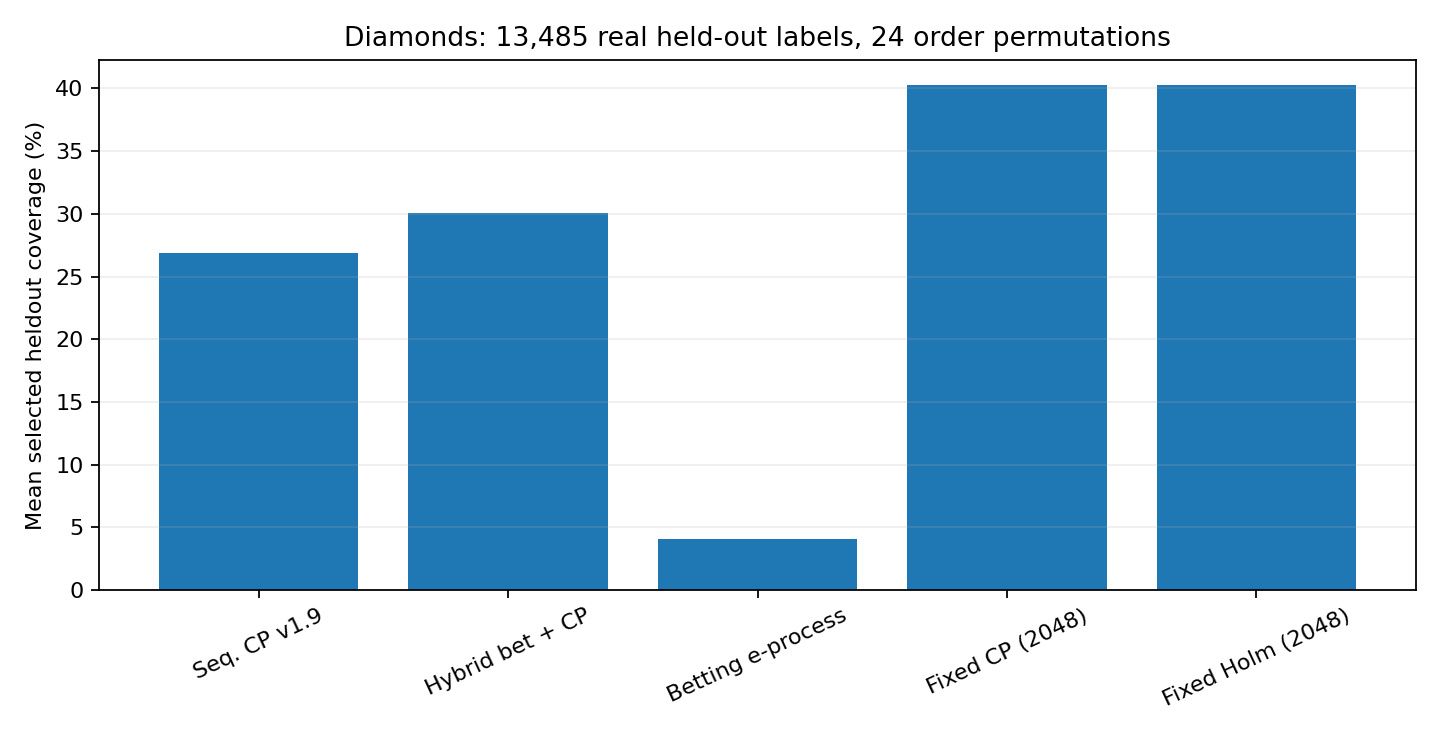 Diamonds: 13,485 real held-out labels, 24 order permutations
Mean selected heldout coverage (%)
40
35
30
25
20
15
10
5
0
Seq. CP v1.9
Hybrid bet + CP
Betting e-process
Fixed CP (2048)
Fixed Holm (2048)